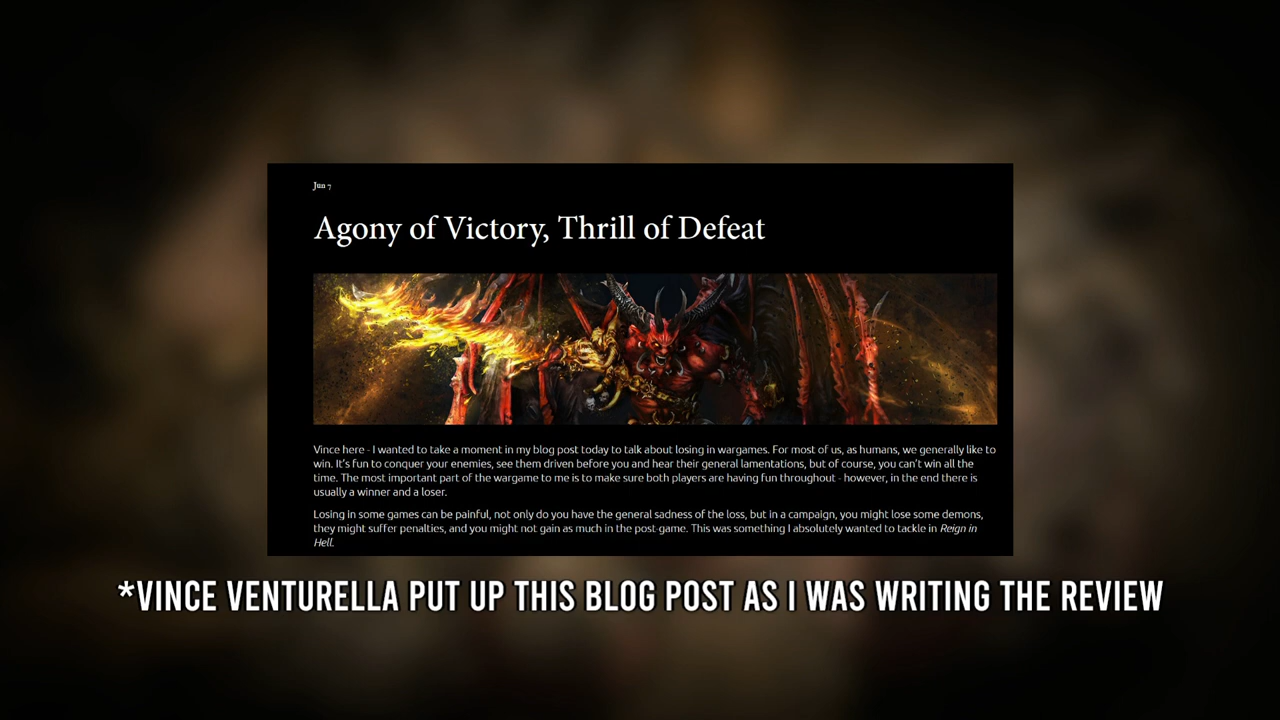 Jun 7
Agony of Victory, Thrill of Defeat
Vince here - I wanted to take a moment in my blog post today to talk about losing in wargames. For most of us, as humans, we generally like to
win. It's fun to conquer your enemies, see them driven before you and hear their general lamentations, but of course, you can't win all the
time. The most important part of the wargame to me is to make sure both players are having fun throughout - however, in the end there is
usually a winner and a loser.
Losing in some games can be painful, not only do you have the general sadness of the loss, but in a campaign, you might lose some demons,
they might suffer penalties, and you might not gain as much in the post-game. This was something I absolutely wanted to tackle in Reign in
Hell.
*VINCE VENTURELLA PUT UP THIS BLOG POST AS I WAS WRITING THE REVIEW